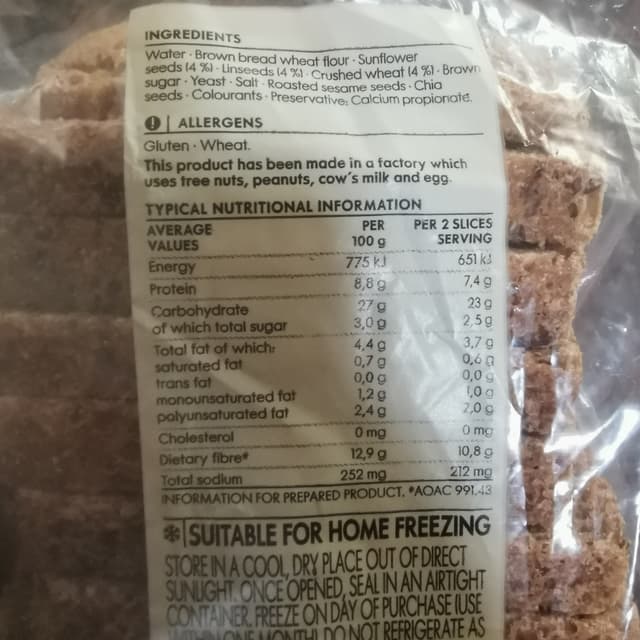 INGREDIENTS
Water · Brown bread wheat flour · Sunflower
seeds (4 %) · Linseeds (4 %) · Crushed wheat (4 %) · Brown
sugar · Yeast · Salt · Roasted sesame seeds · Chia
seeds · Colourants · Preservative: Calcium propionate.
! | ALLERGENS
Gluten · Wheat.
This product has been made in a factory which
uses tree nuts, peanuts, cow's milk and egg.
TYPICAL NUTRITIONAL INFORMATION
AVERAGE PER PER 2 SLICES
VALUES 100 g SERVING
Energy 775 kJ 651 kJ
Protein 8,8 g 7,4 g
Carbohydrate 27 g 23 g
of which total sugar 3,0 g 2,5 g
Total fat of which: 4,4 g 3,7 g
saturated fat 0,7 g 0,6 g
trans fat 0,0 g 0,0 g
monounsaturated fat 1,2 g 1,0 g
polyunsaturated fat 2,4 g 2,0 g
Cholesterol 0 mg 0 mg
Dietary fibre* 12,9 g 10,8 g
Total sodium 252 mg 212 mg
INFORMATION FOR PREPARED PRODUCT. *AOAC 991.43
SUITABLE FOR HOME FREEZING
STORE IN A COOL, DRY PLACE OUT OF DIRECT
SUNLIGHT. ONCE OPENED, SEAL IN AN AIRTIGHT
CONTAINER. FREEZE ON DAY OF PURCHASE (USE
WITHIN ONE MONTH). DO NOT REFRIGERATE AS